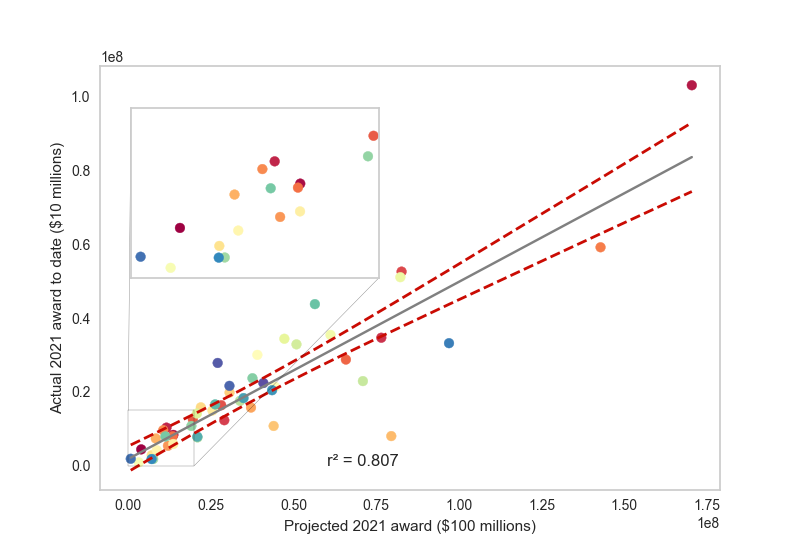 1e8
1.0
0.8
0.6
0.4
0.2
0.0
Actual 2021 award to date ($10 millions)
r² = 0.807
0.00 0.25 0.50 0.75 1.00 1.25 1.50 1.75
Projected 2021 award ($100 millions)
1e8